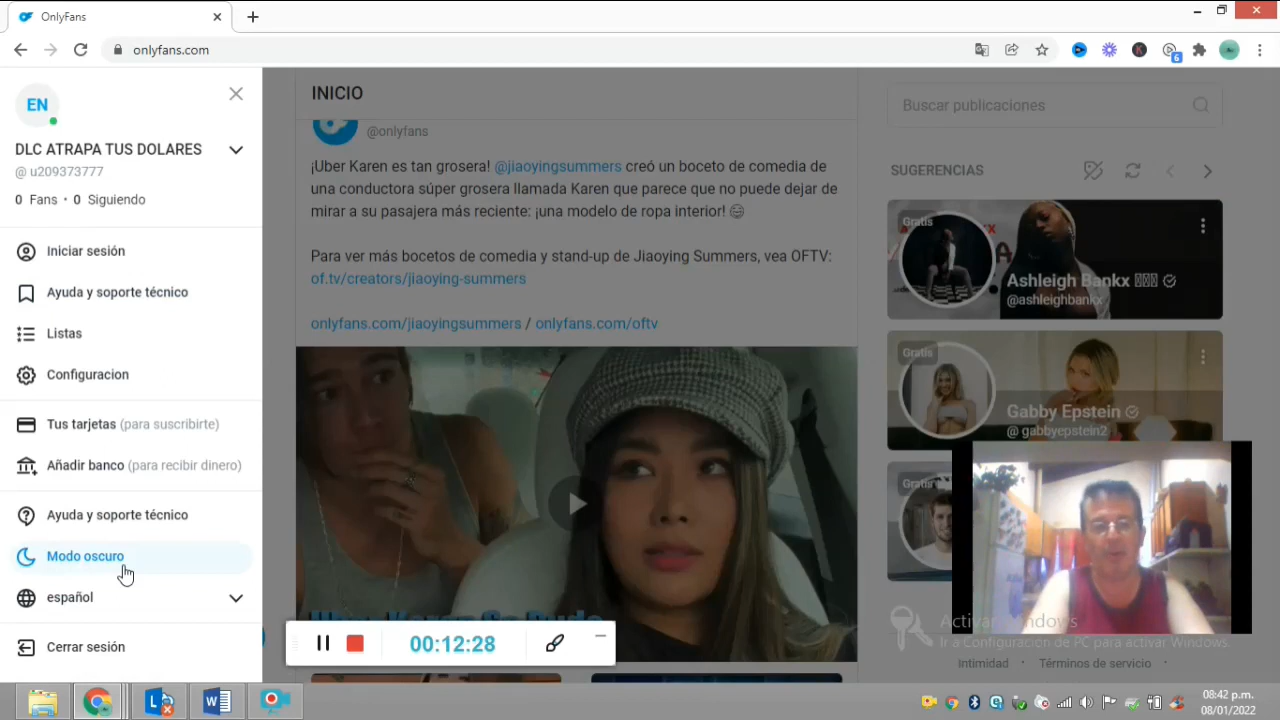 OnlyFans
onlyfans.com
6
EN
DLC ATRAPA TUS DOLARES
@ u209373777
0 Fans • 0 Siguiendo
Iniciar sesión
Ayuda y soporte técnico
Listas
Configuracion
Tus tarjetas (para suscribirte)
Añadir banco (para recibir dinero)
Ayuda y soporte técnico
Modo oscuro
español
Cerrar sesión
INICIO
@onlyfans
¡Uber Karen es tan grosera! @jiaoyingsummers creó un boceto de comedia de
una conductora súper grosera llamada Karen que parece que no puede dejar de
mirar a su pasajera más reciente: ¡una modelo de ropa interior! 😅
Para ver más bocetos de comedia y stand-up de Jiaoying Summers, vea OFTV:
of.tv/creators/jiaoying-summers
onlyfans.com/jiaoyingsummers / onlyfans.com/oftv
00:12:28
Buscar publicaciones
SUGERENCIAS
Gratis
Ashleigh Bankx
@ashleighbankx
Gratis
Gabby Epstein
@ gabbyepstein2
Gratis
Activar Windows
Ir a Configuración de PC para activar Windows.
Intimidad · Términos de servicio ·
08:42 p.m.
08/01/2022